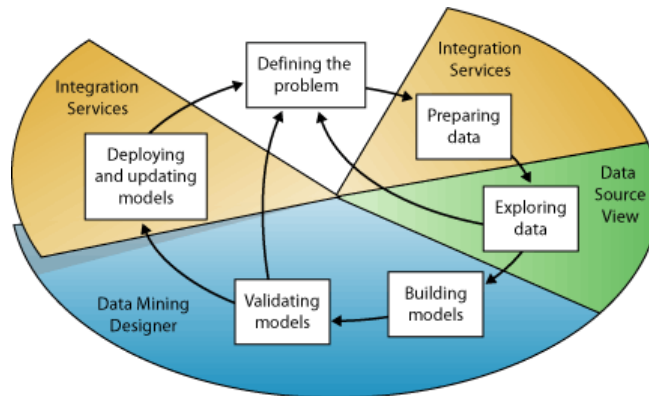 Defining the
problem
Integration
Services
Integration
Services
Preparing
data
Deploying
and updating
models
Data
Source
View
Exploring
data
Data Mining
Designer
Validating
models
Building
models